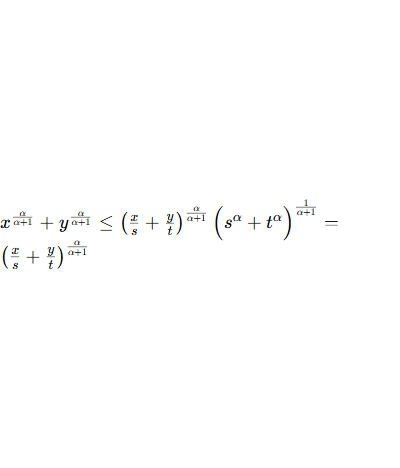 $x^{\frac{\alpha}{\alpha+1}} + y^{\frac{\alpha}{\alpha+1}} \leq \left(\frac{x}{s} + \frac{y}{t}\right)^{\frac{\alpha}{\alpha+1}} \left(s^{\alpha} + t^{\alpha}\right)^{\frac{1}{\alpha+1}} =$
$\left(\frac{x}{s} + \frac{y}{t}\right)^{\frac{\alpha}{\alpha+1}}$